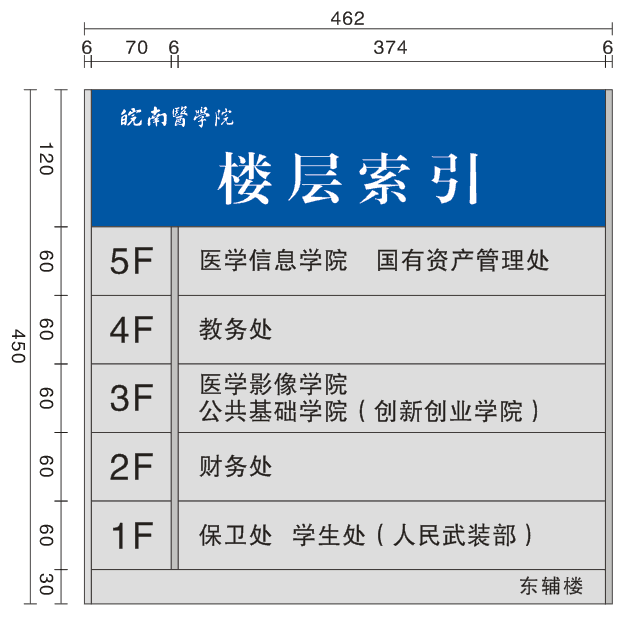 462
6 70 6 374 6
皖南醫學院
楼层索引
120
5F 医学信息学院 国有资产管理处
60
4F 教务处
60
450
3F 医学影像学院
公共基础学院(创新创业学院)
60
2F 财务处
60
1F 保卫处 学生处(人民武装部)
60
东辅楼
30